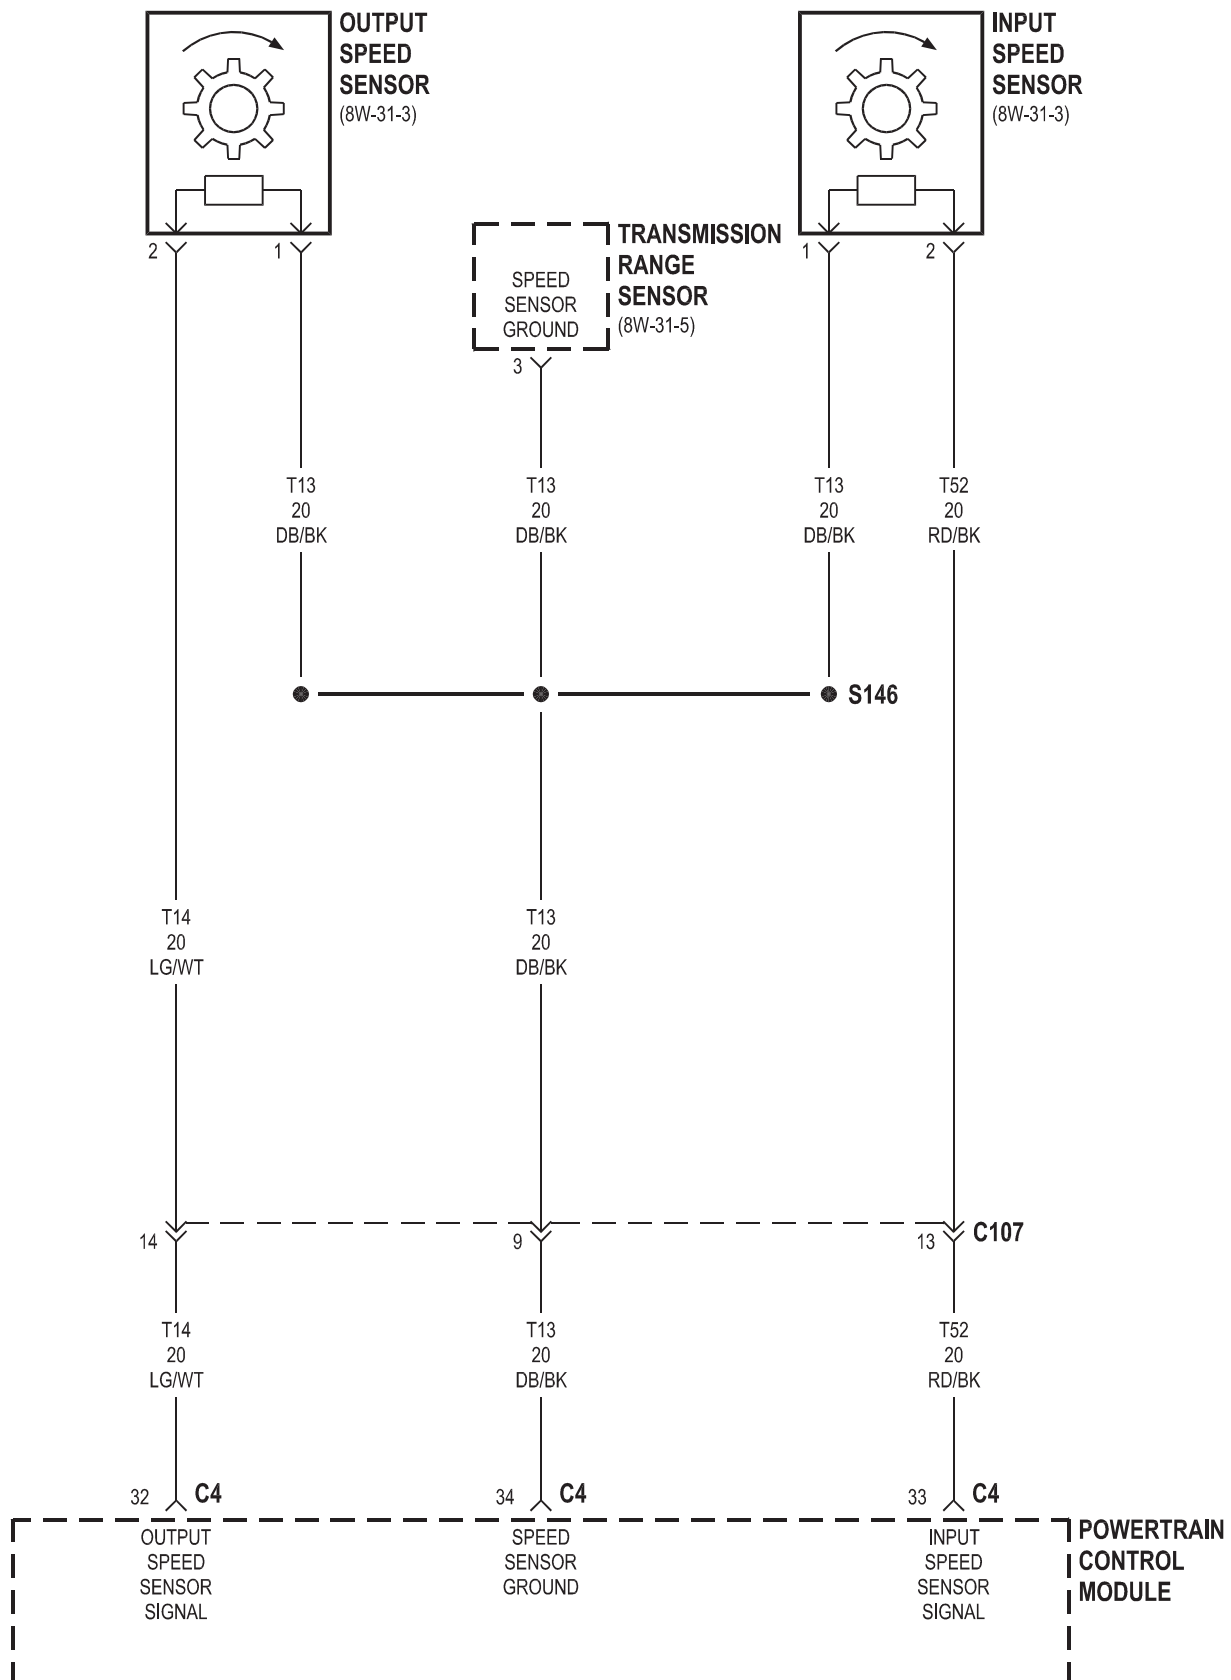 OUTPUT
SPEED
SENSOR
(8W-31-3)
INPUT
SPEED
SENSOR
(8W-31-3)
2
1
1
2
SPEED
SENSOR
GROUND
TRANSMISSION
RANGE
SENSOR
(8W-31-5)
3
T13
20
DB/BK
T13
20
DB/BK
T13
20
DB/BK
T52
20
RD/BK
S146
T14
20
LG/WT
T13
20
DB/BK
14
9
13
C107
T14
20
LG/WT
T13
20
DB/BK
T52
20
RD/BK
32
C4
34
C4
33
C4
OUTPUT
SPEED
SENSOR
SIGNAL
SPEED
SENSOR
GROUND
INPUT
SPEED
SENSOR
SIGNAL
POWERTRAIN
CONTROL
MODULE